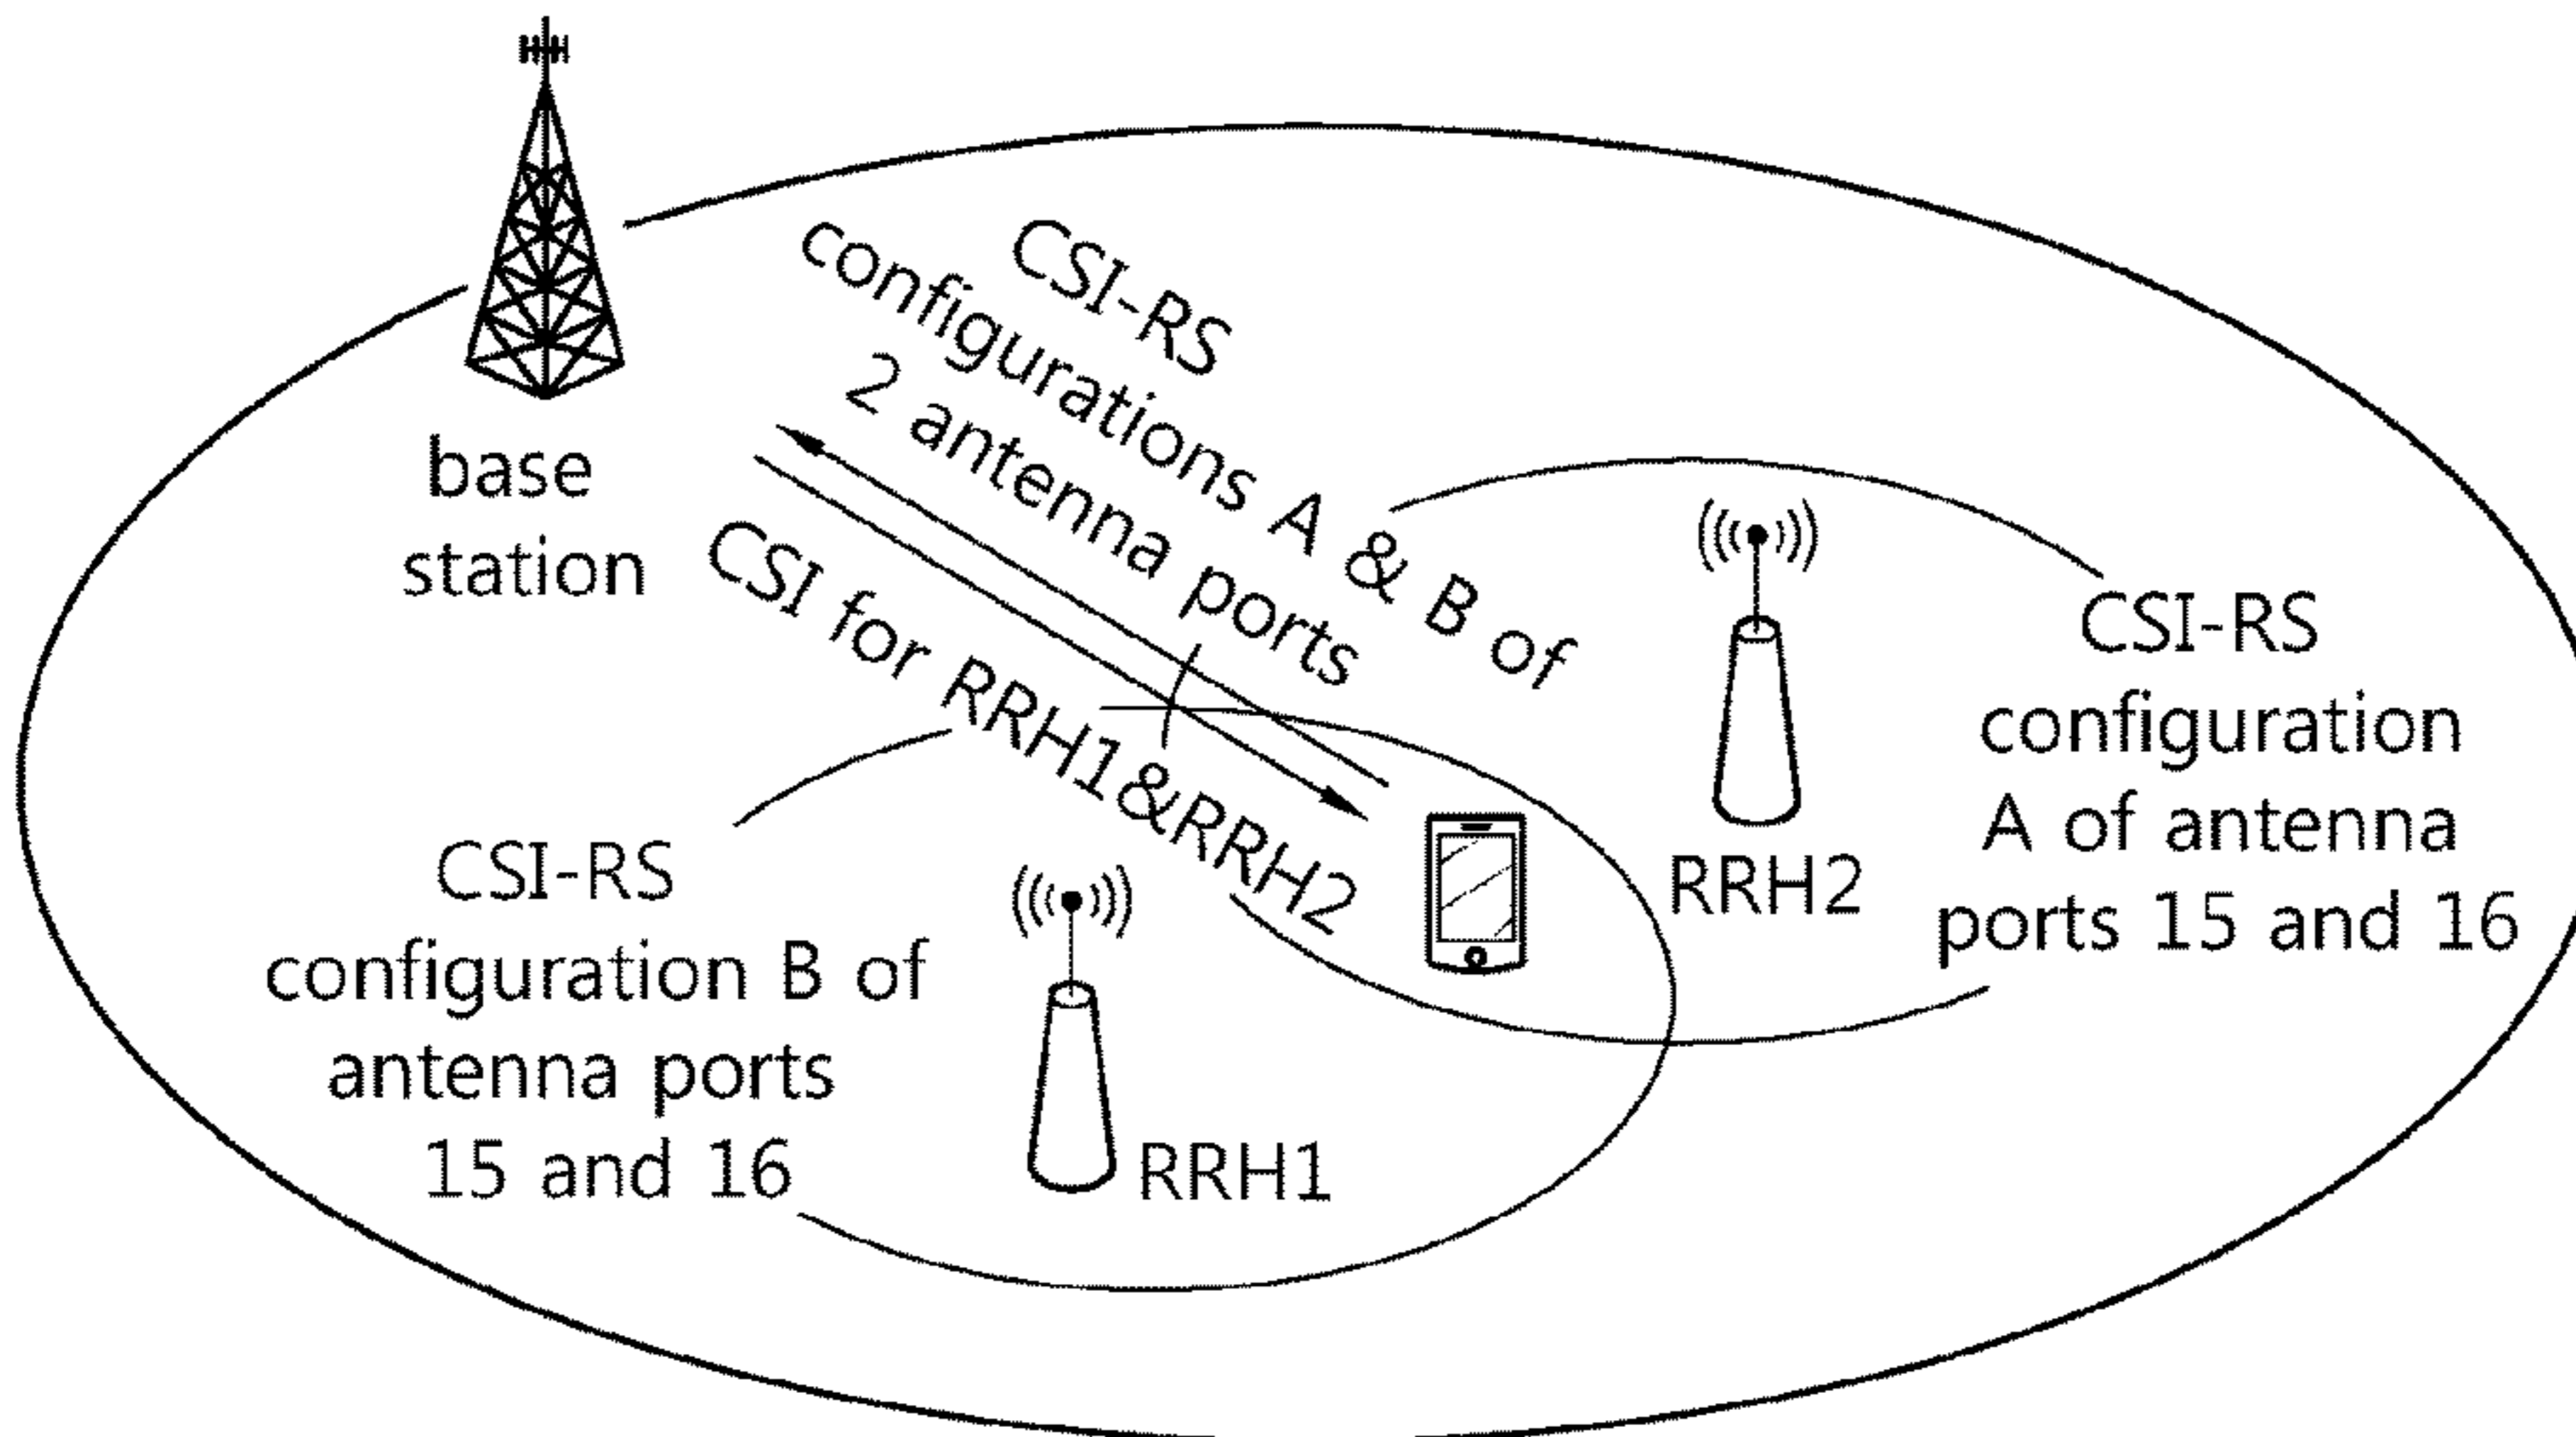 CSI-RS
configurations A & B of
2 antenna ports
base
station
CSI for RRH1&RRH2
CSI-RS
configuration
A of antenna
ports 15 and 16
RRH2
CSI-RS
configuration B of
antenna ports
15 and 16
RRH1